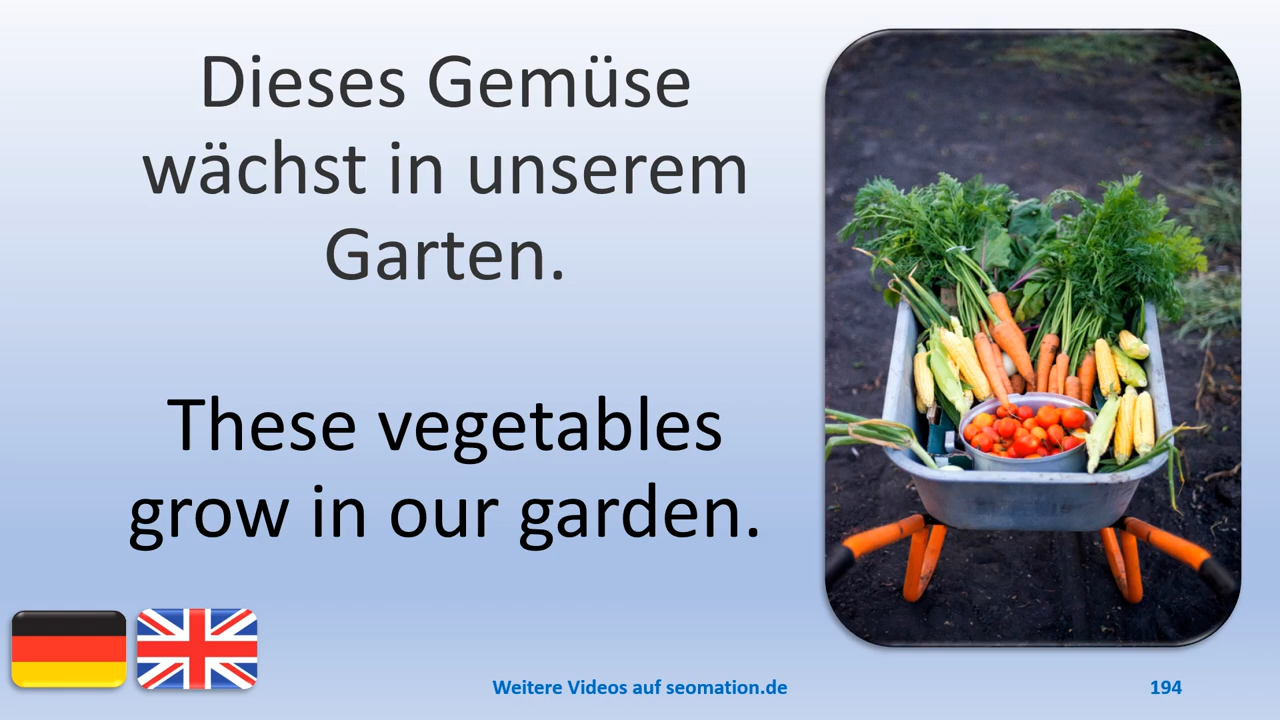 Dieses Gemüse
wächst in unserem
Garten.
These vegetables
grow in our garden.
Weitere Videos auf seomation.de
194